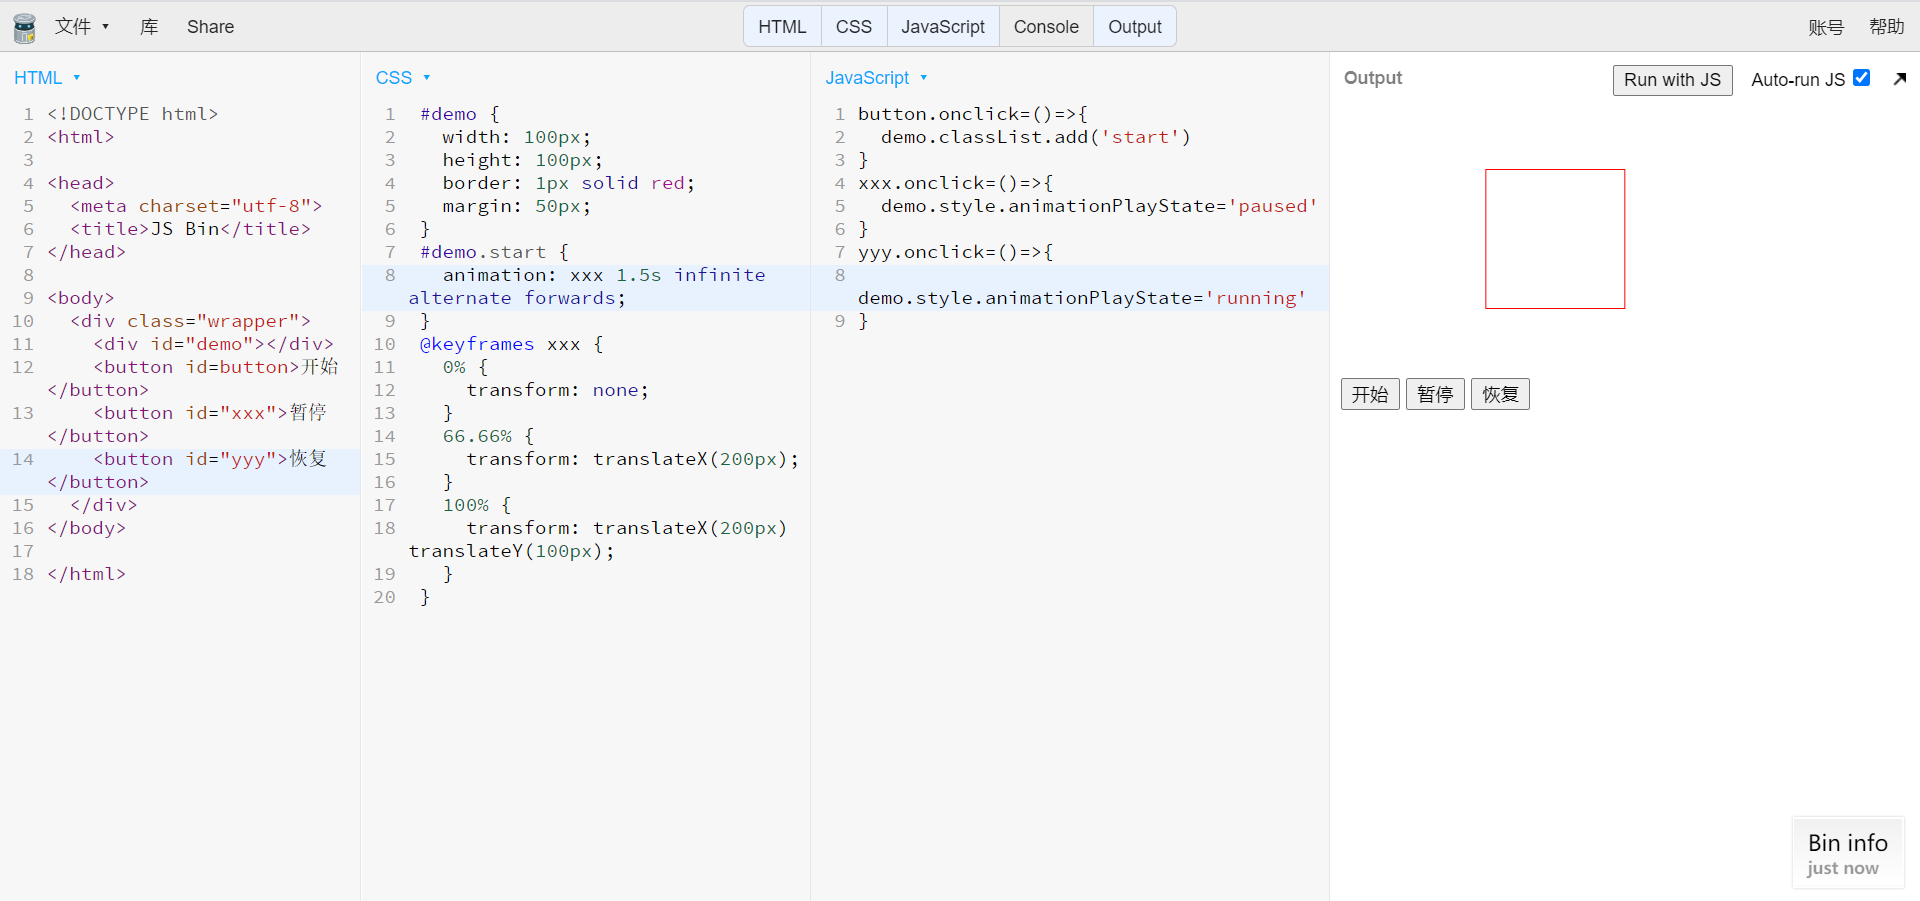 文件 ▾ 库 Share HTML CSS JavaScript Console Output 账号 帮助
HTML ▾
1 <!DOCTYPE html>
2 <html>
3
4 <head>
5   <meta charset="utf-8">
6   <title>JS Bin</title>
7 </head>
8
9 <body>
10   <div class="wrapper">
11     <div id="demo"></div>
12     <button id=button>开始
</button>
13     <button id="xxx">暂停
</button>
14     <button id="yyy">恢复
</button>
15   </div>
16 </body>
17
18 </html>
CSS ▾
1 #demo {
2   width: 100px;
3   height: 100px;
4   border: 1px solid red;
5   margin: 50px;
6 }
7 #demo.start {
8   animation: xxx 1.5s infinite
alternate forwards;
9 }
10 @keyframes xxx {
11   0% {
12     transform: none;
13   }
14   66.66% {
15     transform: translateX(200px);
16   }
17   100% {
18     transform: translateX(200px)
translateY(100px);
19   }
20 }
JavaScript ▾
1 button.onclick=()=>{
2   demo.classList.add('start')
3 }
4 xxx.onclick=()=>{
5   demo.style.animationPlayState='paused'
6 }
7 yyy.onclick=()=>{
8
demo.style.animationPlayState='running'
9 }
Output Run with JS Auto-run JS
开始 暂停 恢复
Bin info
just now